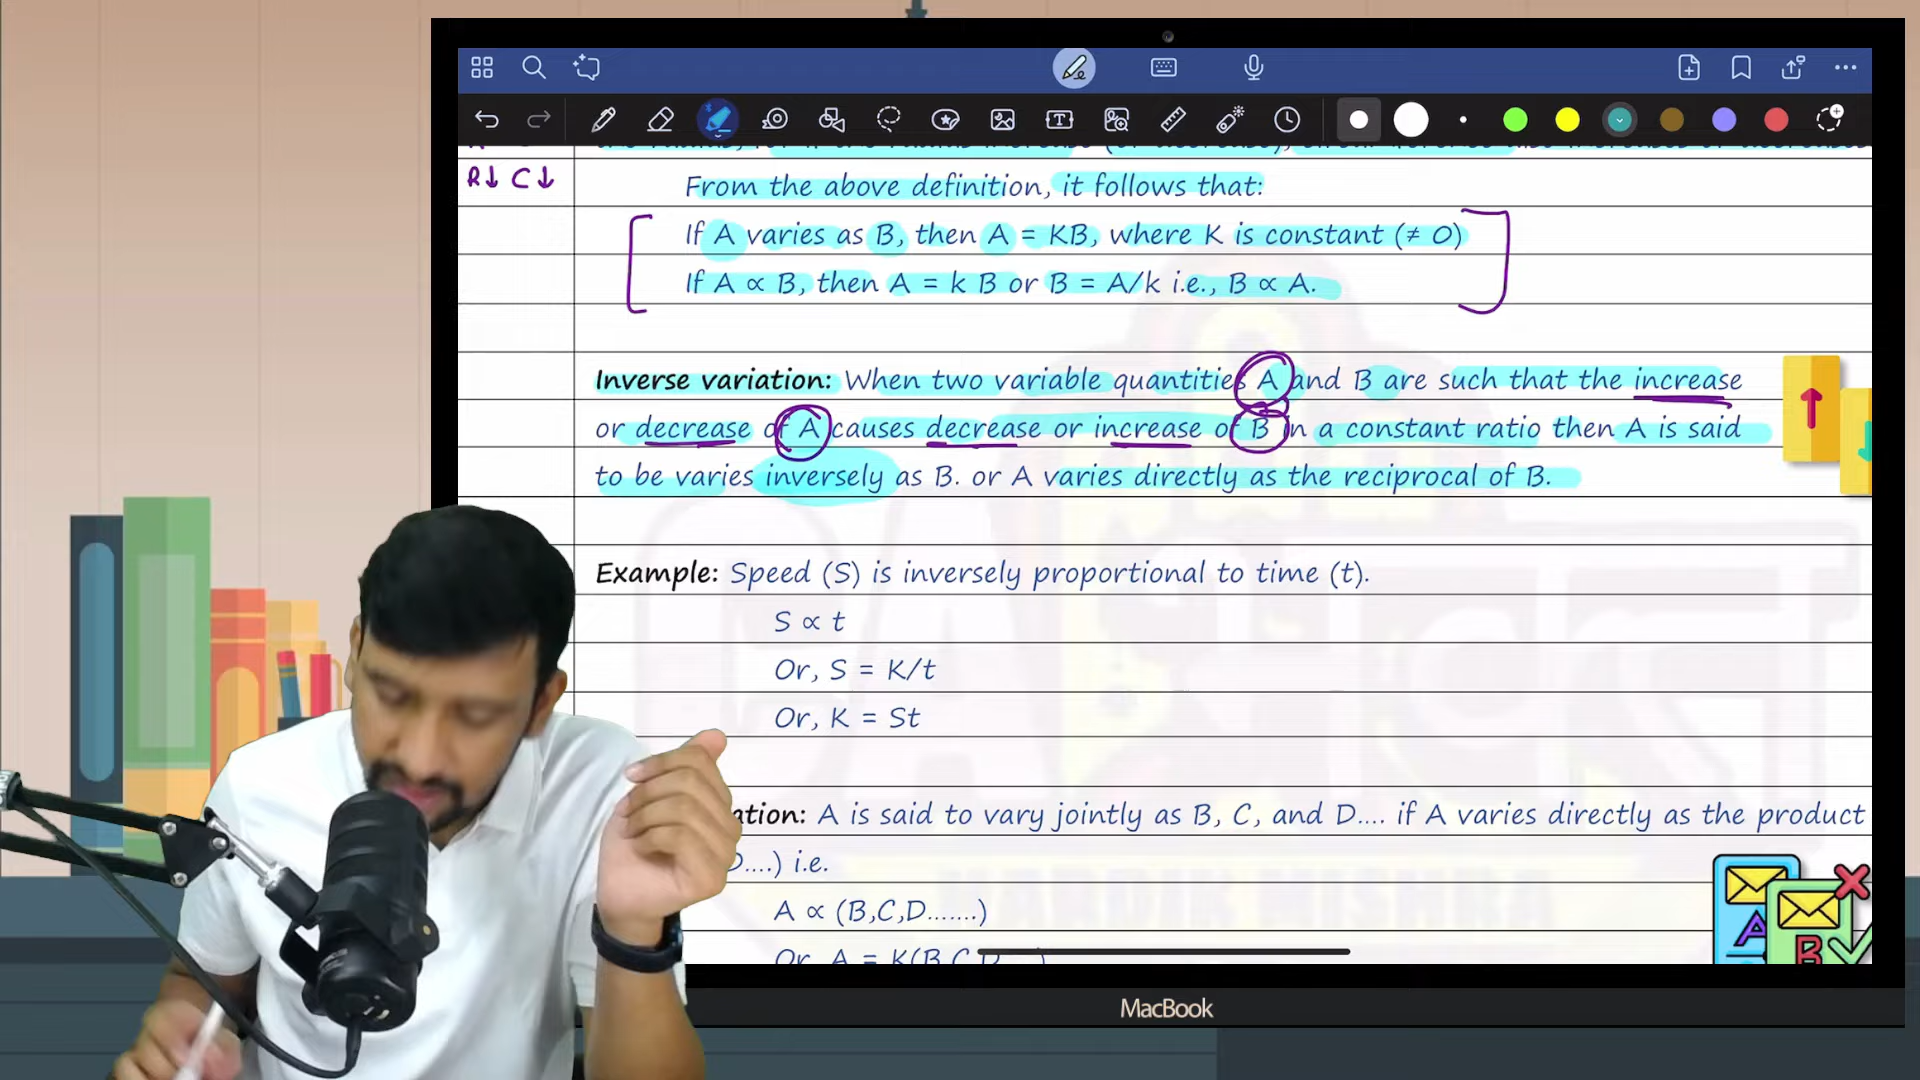 R↓ C↓
From the above definition, it follows that:
If A varies as B, then A = KB, where K is constant (≠ 0)
If A ∝ B, then A = k B or B = A/k i.e., B ∝ A.
Inverse variation: When two variable quantities A and B are such that the increase
or decrease of A causes decrease or increase of B in a constant ratio then A is said
to be varies inversely as B. or A varies directly as the reciprocal of B.
Example: Speed (S) is inversely proportional to time (t).
S ∝ t
Or, S = K/t
Or, K = St
ation: A is said to vary jointly as B, C, and D.... if A varies directly as the product
D....) i.e.
A ∝ (B,C,D.......)
Or, A = K(B,C,D
A
B
MacBook